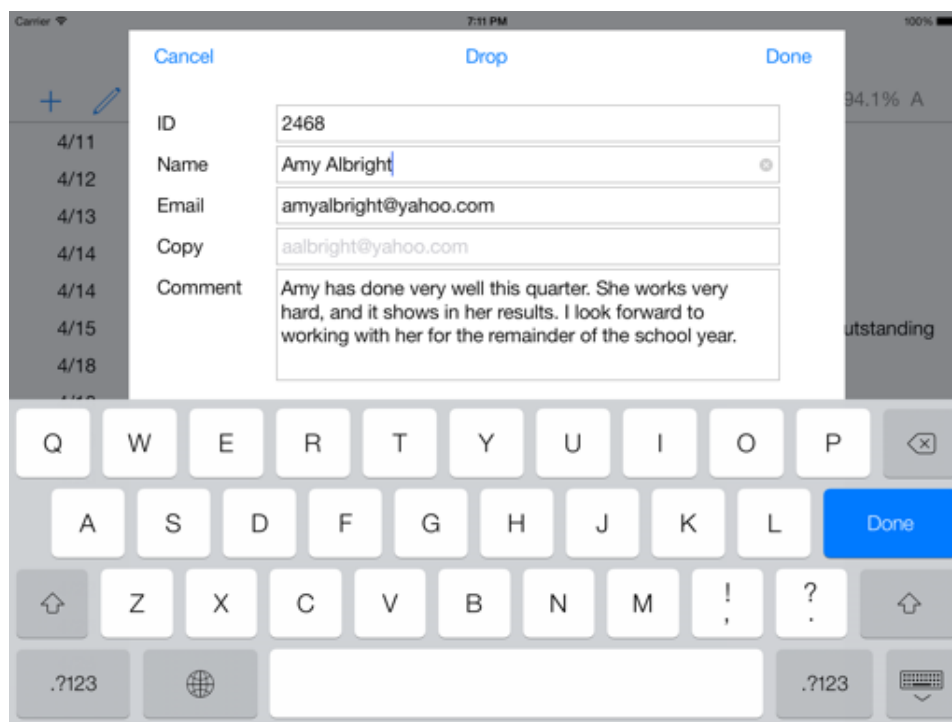 Carrier 7:11 PM 100%
Cancel Drop Done
94.1% A
ID 2468
4/11
Name Amy Albright
4/12
Email amyalbright@yahoo.com
4/13
Copy aalbright@yahoo.com
4/14
Comment Amy has done very well this quarter. She works very
4/14
hard, and it shows in her results. I look forward to
4/15 working with her for the remainder of the school year. utstanding
4/18
Q W E R T Y U I O P
A S D F G H J K L Done
Z X C V B N M ! , ? .
.?123 .?123